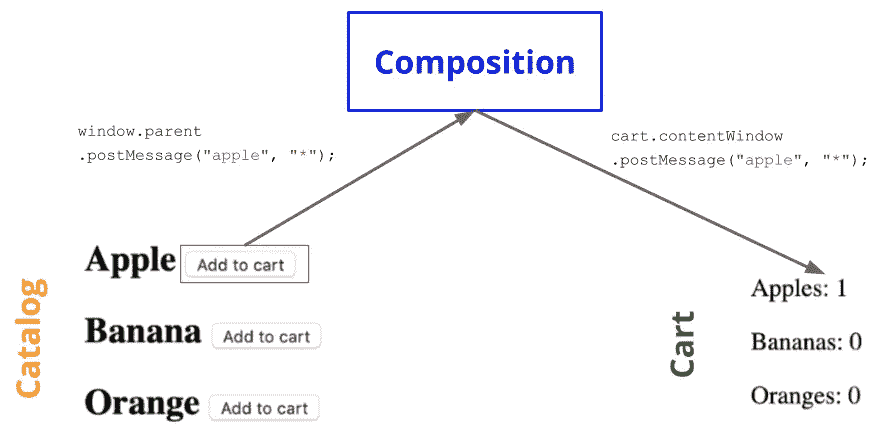 Composition
window.parent
.postMessage("apple", "*");
cart.contentWindow
.postMessage("apple", "*");
Catalog
Apple Add to cart
Banana Add to cart
Orange Add to cart
Cart
Apples: 1
Bananas: 0
Oranges: 0